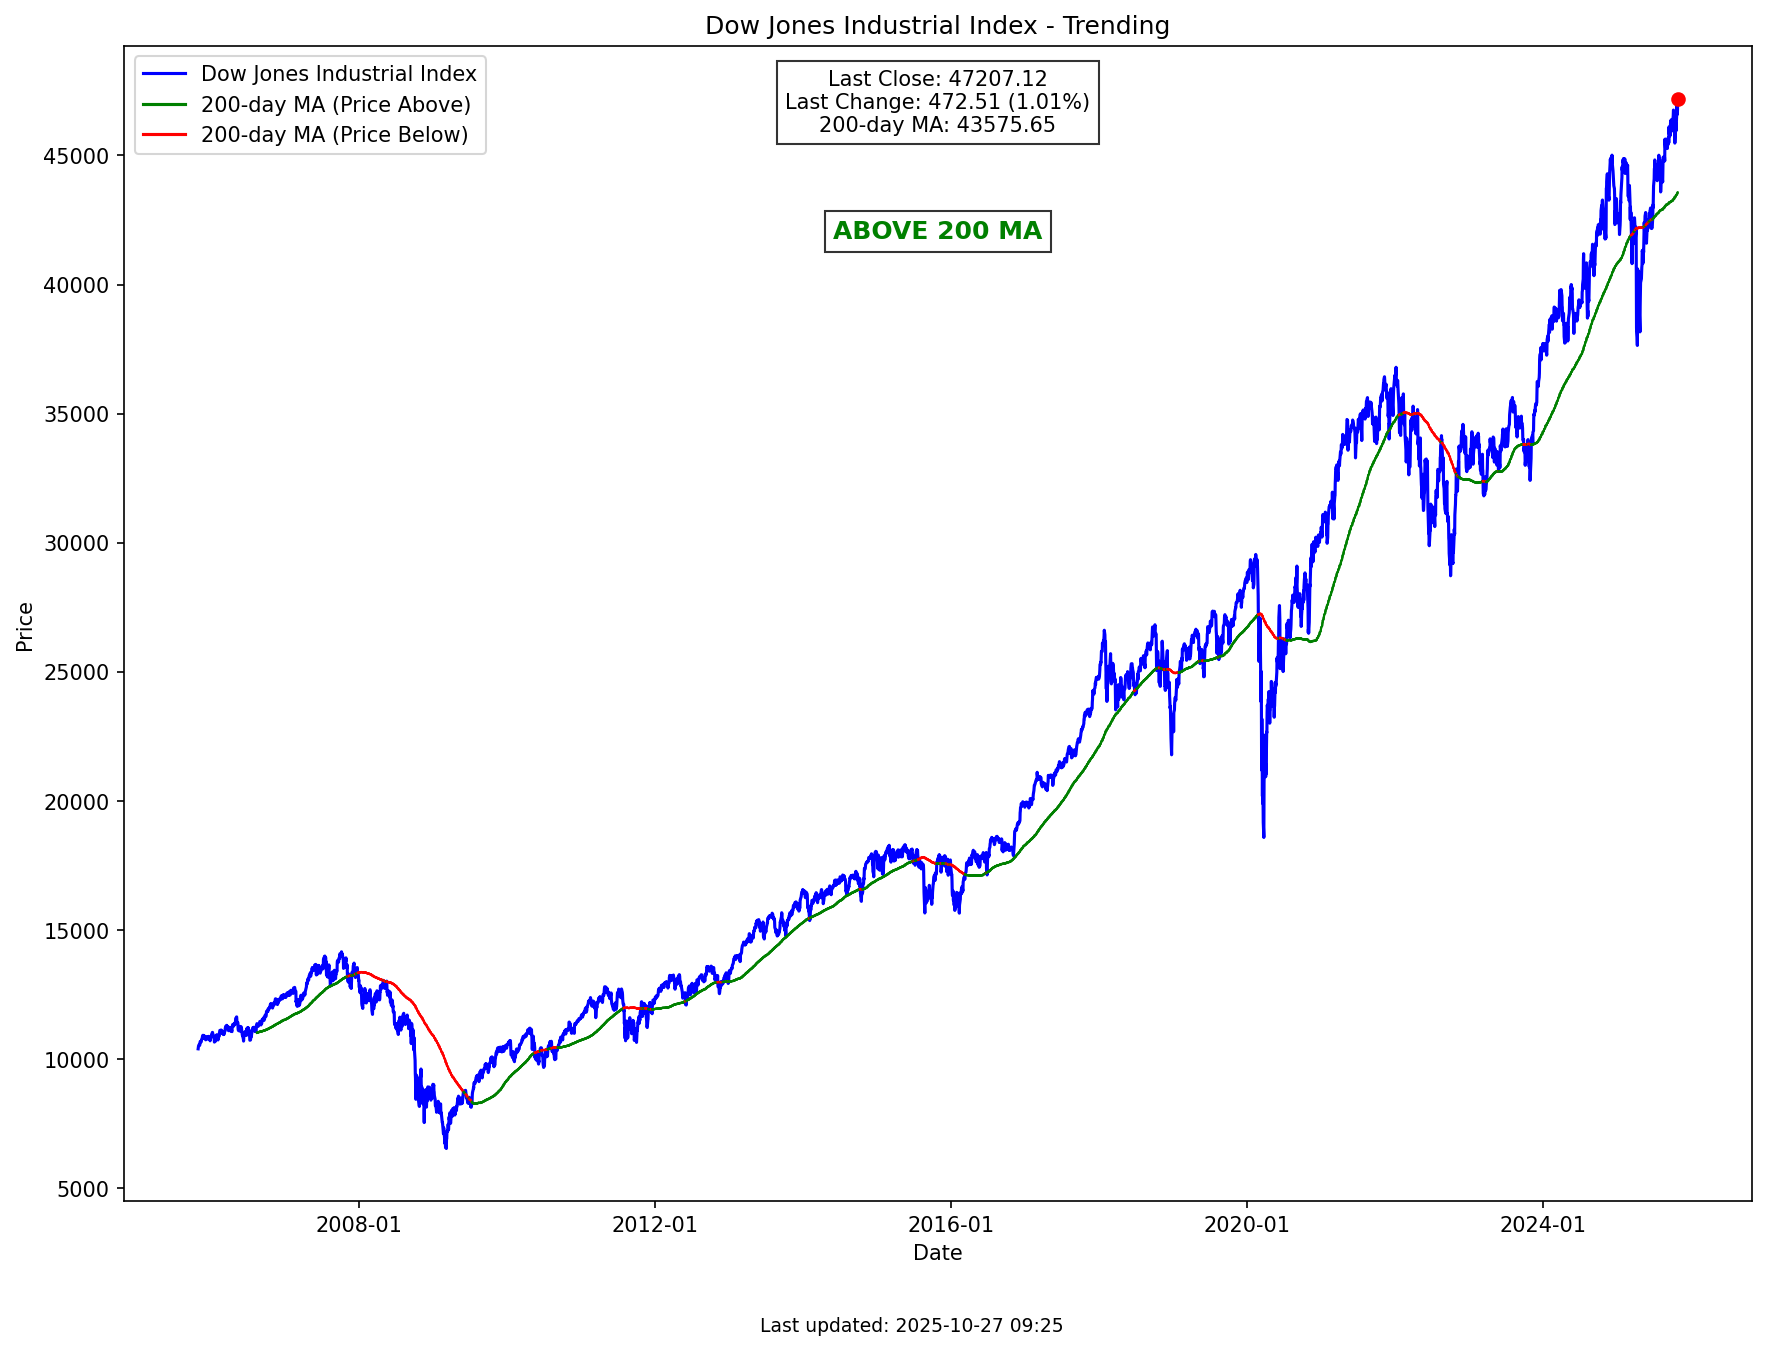 Dow Jones Industrial Index - Trending
Dow Jones Industrial Index
200-day MA (Price Above)
200-day MA (Price Below)
Last Close: 47207.12
Last Change: 472.51 (1.01%)
200-day MA: 43575.65
ABOVE 200 MA
45000
40000
35000
30000
25000
20000
15000
10000
5000
Price
2008-01
2012-01
2016-01
2020-01
2024-01
Date
Last updated: 2025-10-27 09:25